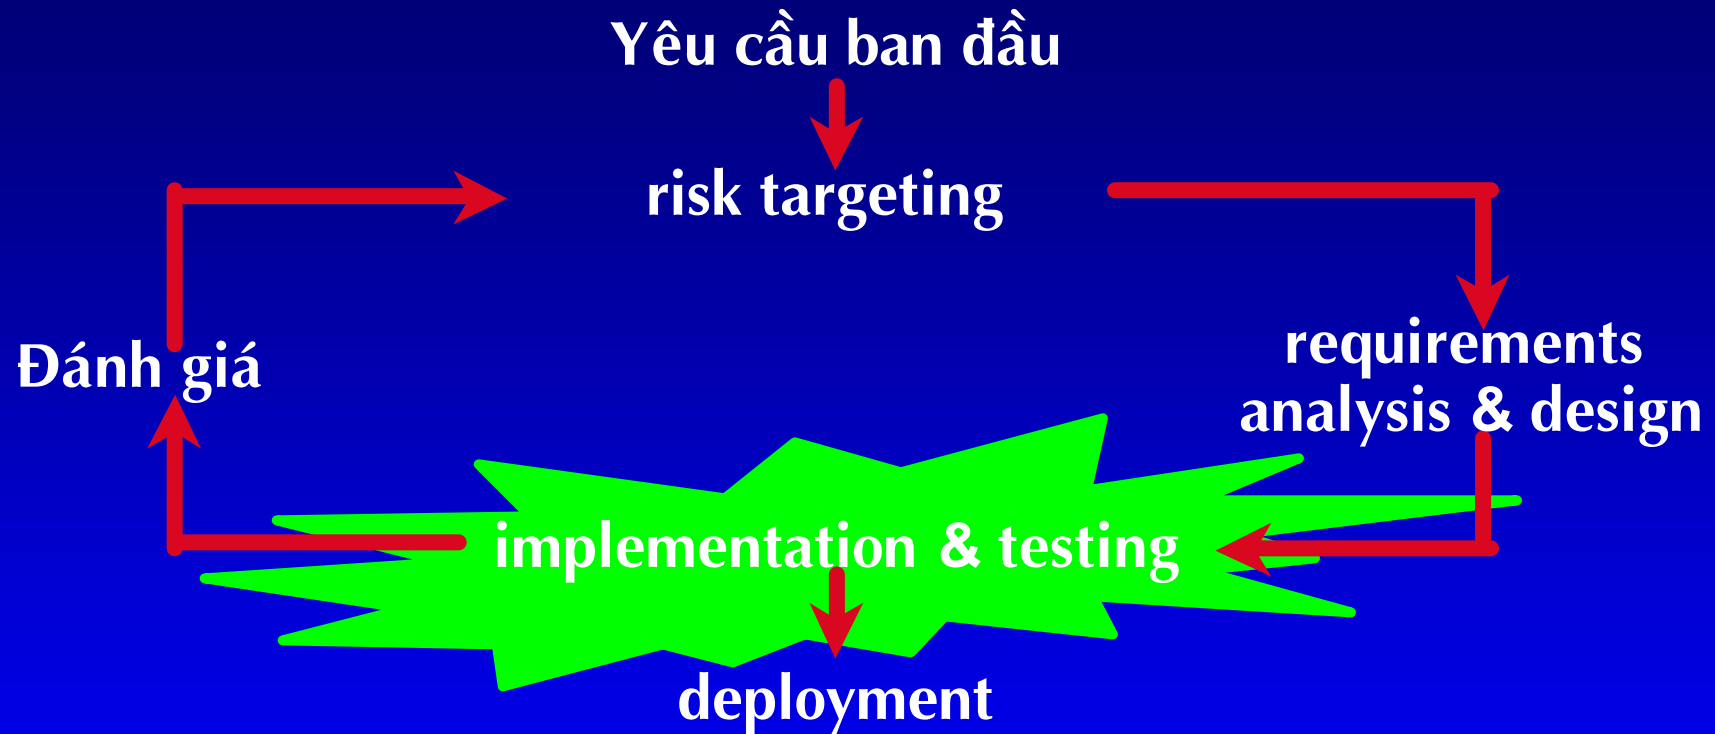 Yêu cầu ban đầu
risk targeting
Đánh giá
requirements
analysis & design
implementation & testing
deployment